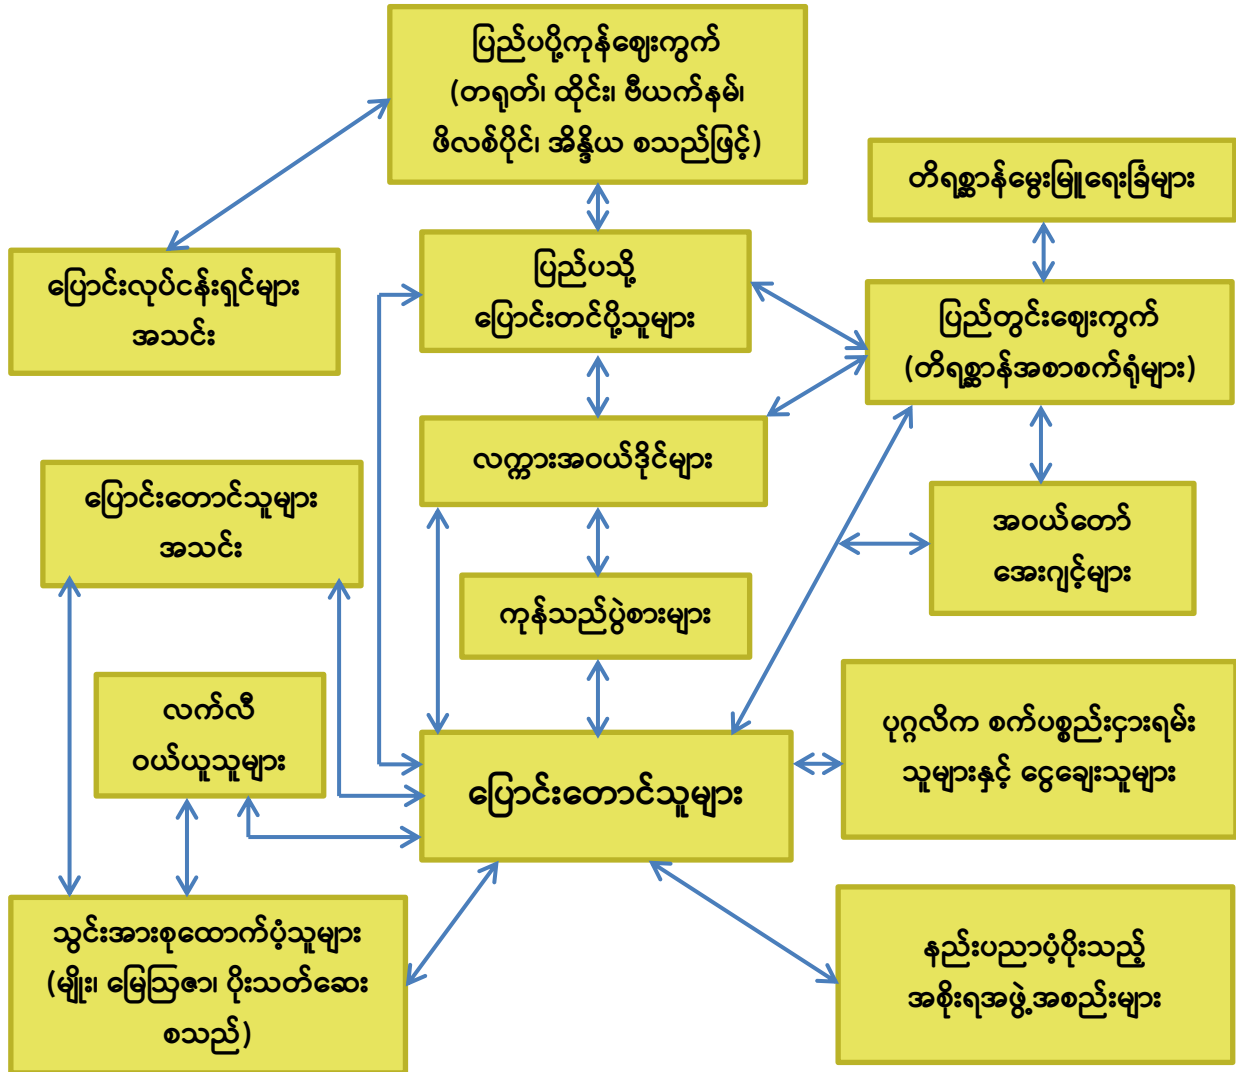 ပြည်ပပို့ကုန်ဈေးကွက်
(တရုတ်၊ ထိုင်း၊ ဗီယက်နမ်၊
ဖိလစ်ပိုင်၊ အိန္ဒိယ စသည်ဖြင့်)
တိရစ္ဆာန်မွေးမြူရေးခြံများ
ပြောင်းလုပ်ငန်းရှင်များ
အသင်း
ပြည်ပသို့
ပြောင်းတင်ပို့သူများ
ပြည်တွင်းဈေးကွက်
(တိရစ္ဆာန်အစာစက်ရုံများ)
လက္ကားအဝယ်ဒိုင်များ
ပြောင်းတောင်သူများ
အသင်း
အဝယ်တော်
အေးဂျင့်များ
ကုန်သည်ပွဲစားများ
လက်လီ
ဝယ်ယူသူများ
ပြောင်းတောင်သူများ
ပုဂ္ဂလိက စက်ပစ္စည်းငှားရမ်း
သူများနှင့် ငွေချေးသူများ
သွင်းအားစုထောက်ပံ့သူများ
(မျိုး၊ မြေဩဇာ၊ ပိုးသတ်ဆေး
စသည်)
နည်းပညာပံ့ပိုးသည့်
အစိုးရအဖွဲ့အစည်းများ